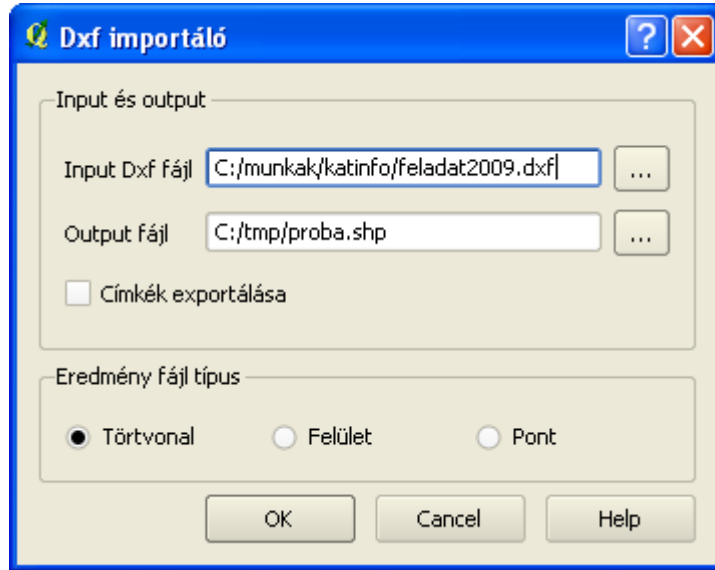 Dxf importáló
Input és output
Input Dxf fájl C:/munkak/katinfo/feladat2009.dxf ...
Output fájl C:/tmp/proba.shp ...
Címkék exportálása
Eredmény fájl típus
Törtvonal Felület Pont
OK Cancel Help